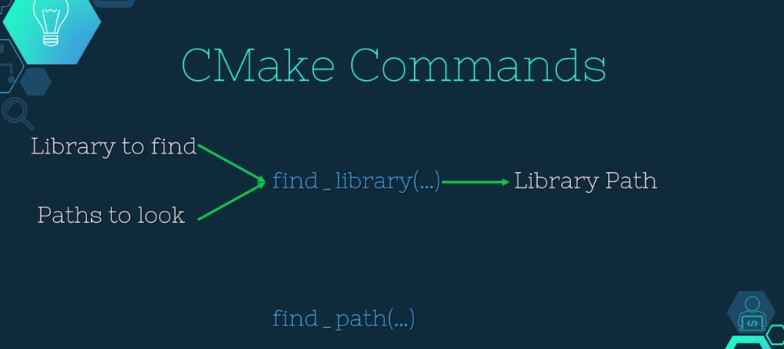 CMake Commands
Library to find
find_library(...)
Library Path
Paths to look
find_path(...)